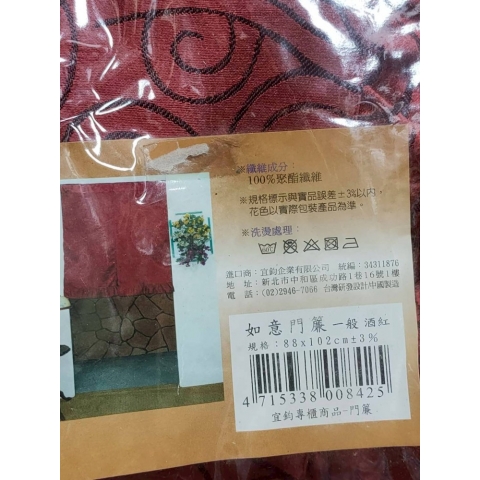 ※纖維成分：
100%聚酯纖維
※規格標示與實品誤差±3%以內，
花色以實際包裝產品為準。
※洗燙處理：
進口商：宜鈞企業有限公司 統編：34311876
地 址：新北市中和區成功路1巷16號1樓
電 話：(02)2946-7066 台灣研發設計/中國製造
如意門簾一般 酒紅
規格：88x102cm±3%
4 715338 008425
宜鈞專櫃商品-門簾